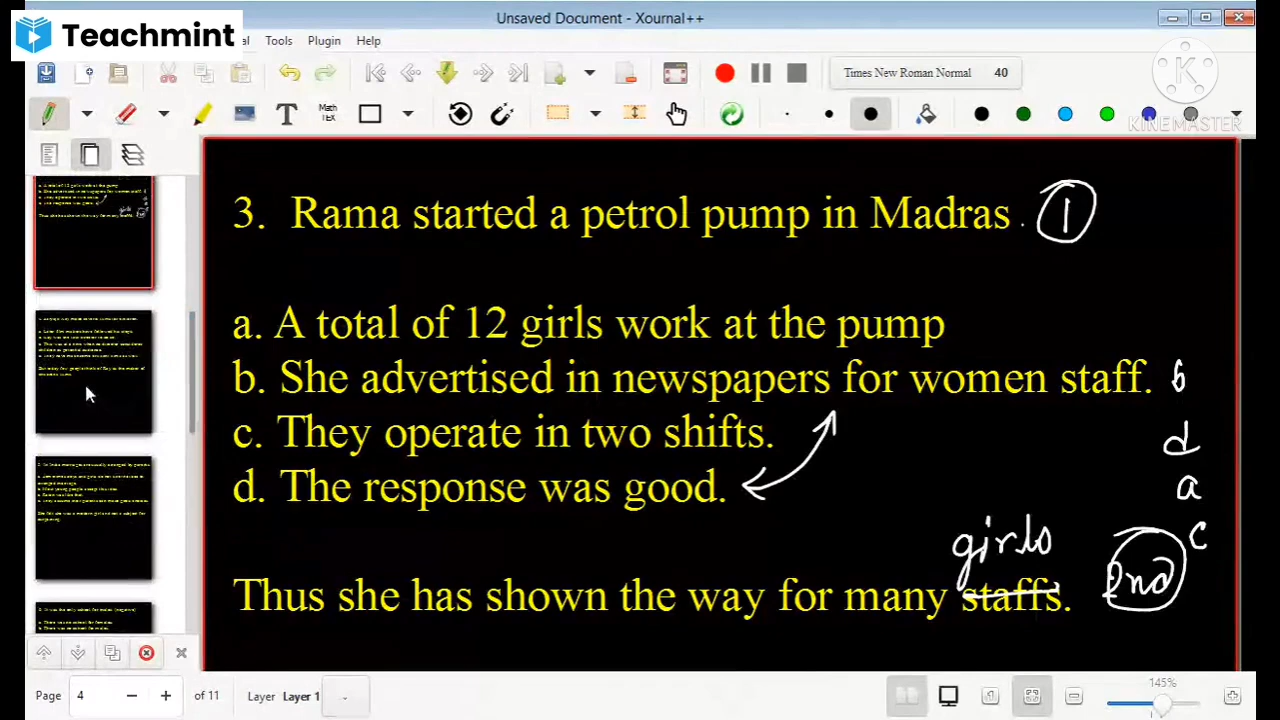 Unsaved Document - Xournal++
Teachmint
Tools Plugin Help
Times New Roman Normal 40
K
KINEMASTER
3. Rama started a petrol pump in Madras . 1
a. A total of 12 girls work at the pump
b. She advertised in newspapers for women staff. b
c. They operate in two shifts. d
d. The response was good. a
girls c
Thus she has shown the way for many staffs. 2nd
Page 4 of 11 Layer Layer 1 145%